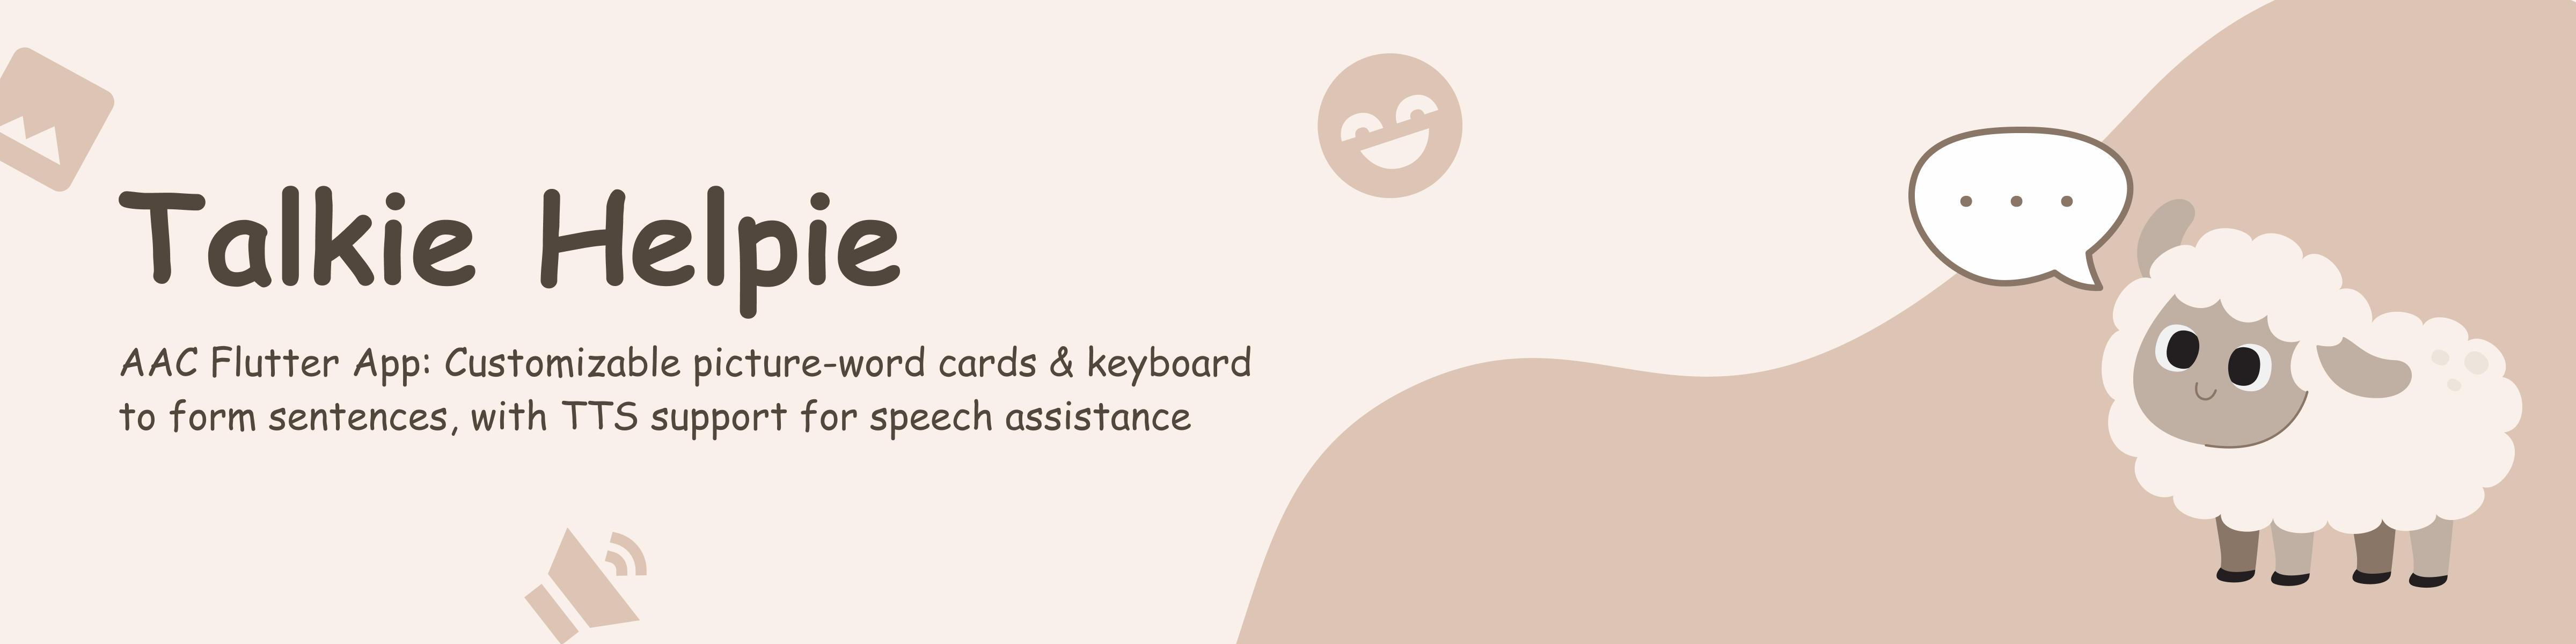 Talkie Helpie
AAC Flutter App: Customizable picture-word cards & keyboard
to form sentences, with TTS support for speech assistance